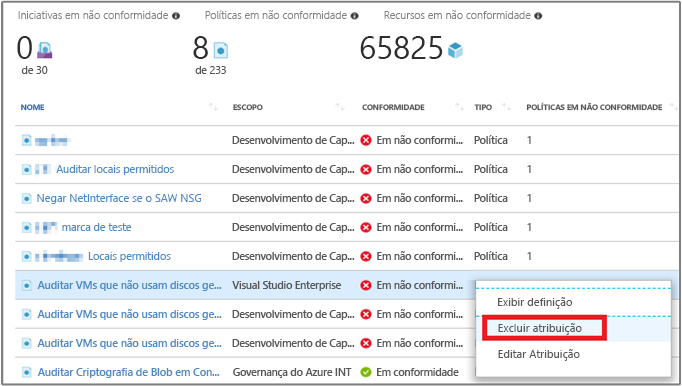 Iniciativas em não conformidade Políticas em não conformidade Recursos em não conformidade
0 8 65825
de 30 de 233
NOME ESCOPO CONFORMIDADE TIPO POLÍTICAS EM NÃO CONFORMIDADE
Desenvolvimento de Cap... Em não conformi... Política 1
Auditar locais permitidos Desenvolvimento de Cap... Em não conformi... Política 1
Negar NetInterface se o SAW NSG Desenvolvimento de Cap... Em não conformi... Política 1
marca de teste Desenvolvimento de Cap... Em não conformi... Política 1
Locais permitidos Desenvolvimento de Cap... Em não conformi... Política 1
Auditar VMs que não usam discos ge... Visual Studio Enterprise Em não conformi...
Exibir definição
Auditar VMs que não usam discos ge... Desenvolvimento de Cap... Em não conformi...
Excluir atribuição
Auditar VMs que não usam discos ge... Desenvolvimento de Cap... Em não conformi...
Editar Atribuição
Auditar Criptografia de Blob em Con... Governança do Azure INT Em conformidade